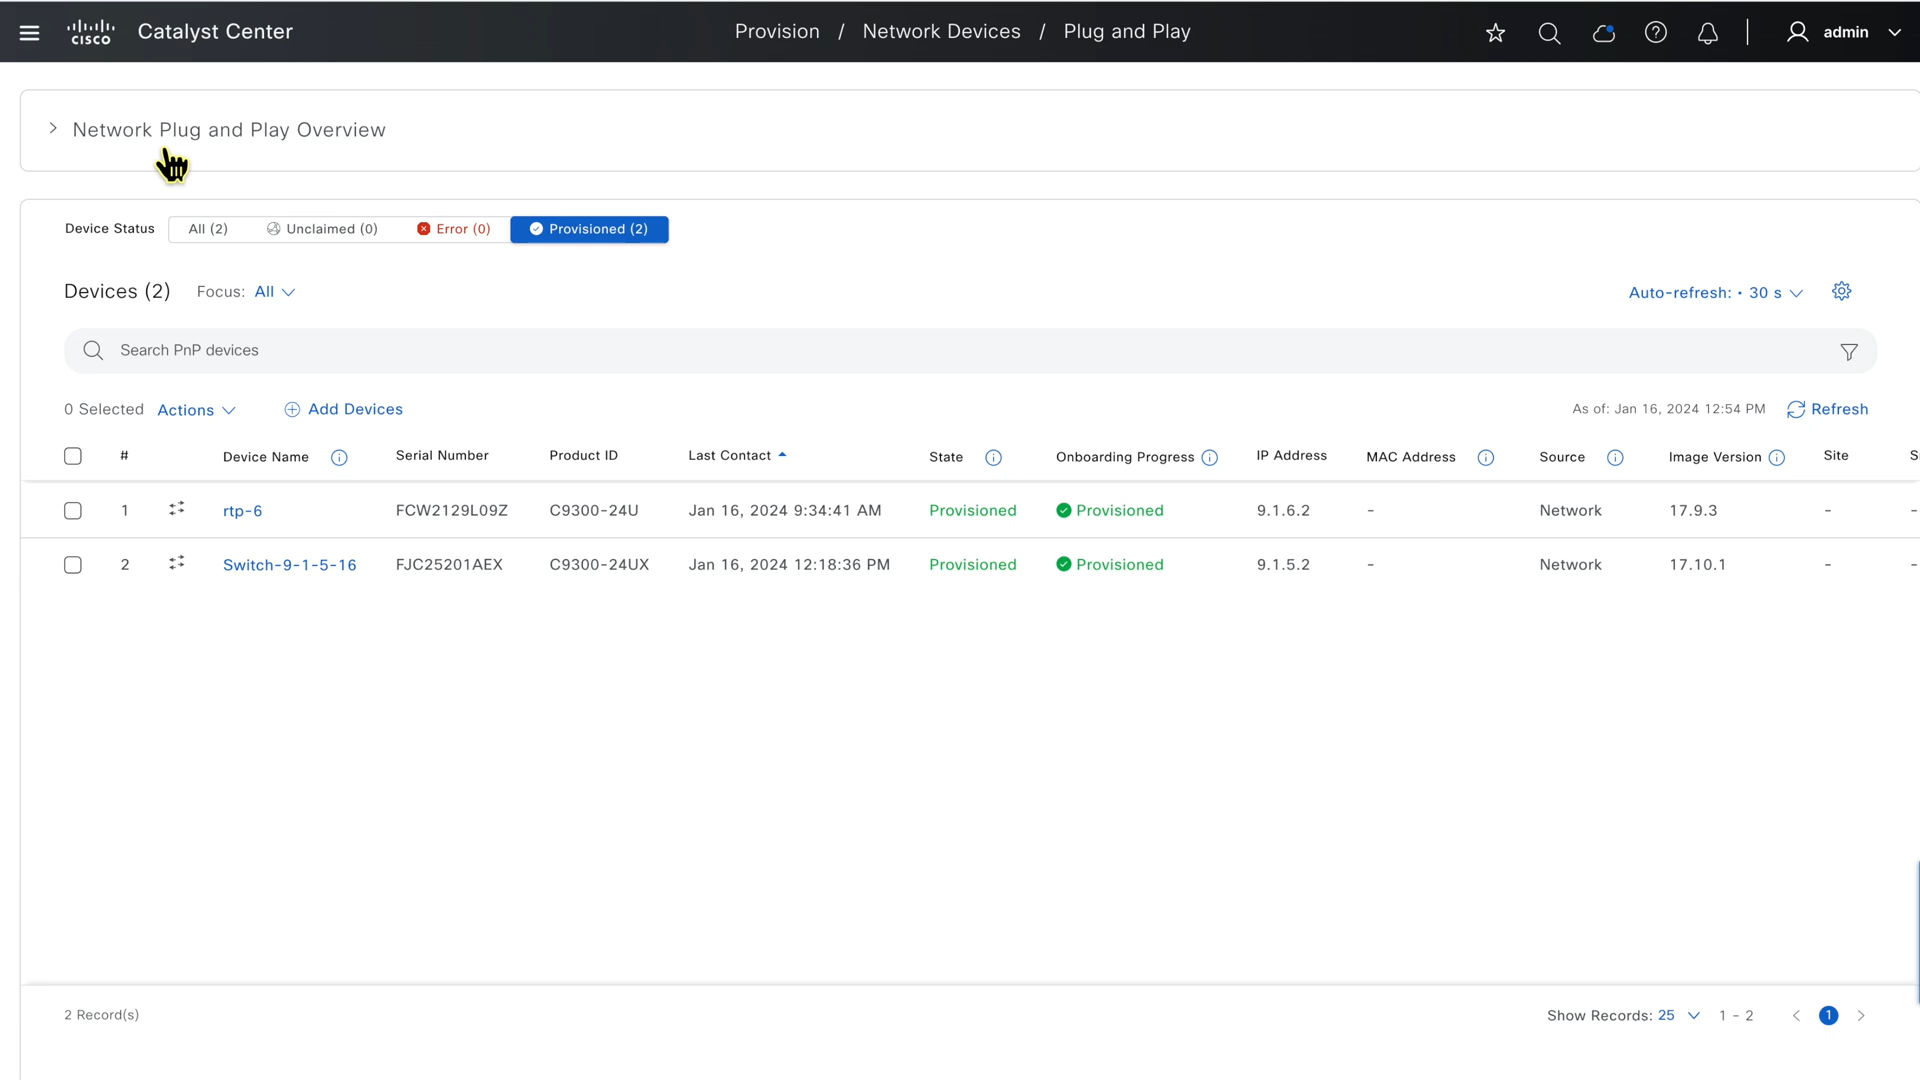 CISCO Catalyst Center Provision / Network Devices / Plug and Play admin
Network Plug and Play Overview
Device Status All (2) Unclaimed (0) Error (0) Provisioned (2)
Devices (2) Focus: All Auto-refresh: • 30 s
Search PnP devices
0 Selected Actions Add Devices As of: Jan 16, 2024 12:54 PM Refresh
# Device Name Serial Number Product ID Last Contact State Onboarding Progress IP Address MAC Address Source Image Version Site
1 rtp-6 FCW2129L09Z C9300-24U Jan 16, 2024 9:34:41 AM Provisioned Provisioned 9.1.6.2 - Network 17.9.3 - -
2 Switch-9-1-5-16 FJC25201AEX C9300-24UX Jan 16, 2024 12:18:36 PM Provisioned Provisioned 9.1.5.2 - Network 17.10.1 - -
2 Record(s) Show Records: 25 1 - 2 1